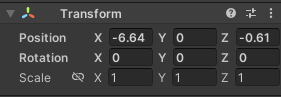 Transform
Position X -6.64 Y 0 Z -0.61
Rotation X 0 Y 0 Z 0
Scale X 1 Y 1 Z 1